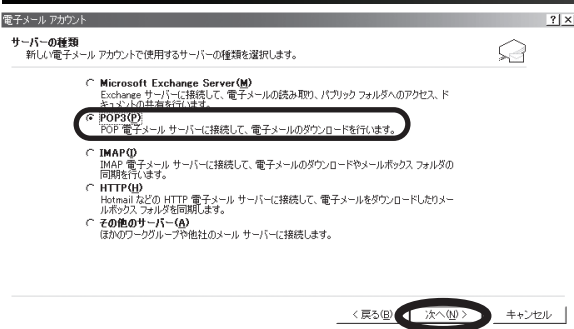 電子メール アカウント
サーバーの種類
新しい電子メール アカウントで使用するサーバーの種類を選択します。
Microsoft Exchange Server(M)
Exchange サーバーに接続して、電子メールの読み取り、パブリック フォルダへのアクセス、ド
キュメントの共有を行います。
POP3(P)
POP 電子メール サーバーに接続して、電子メールのダウンロードを行います。
IMAP(I)
IMAP 電子メール サーバーに接続して、電子メールのダウンロードやメールボックス フォルダの
同期を行います。
HTTP(H)
Hotmail などの HTTP 電子メール サーバーに接続して、電子メールをダウンロードしたりメー
ルボックス フォルダを同期します。
その他のサーバー(A)
ほかのワークグループや他社のメール サーバーに接続します。
< 戻る(B) 次へ(N) > キャンセル